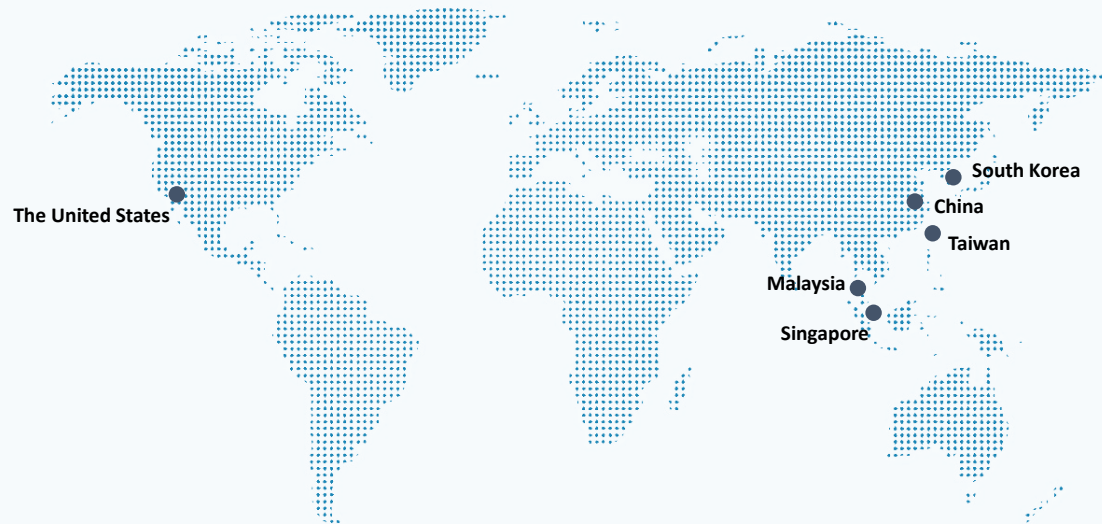 South Korea
China
The United States
Taiwan
Malaysia
Singapore